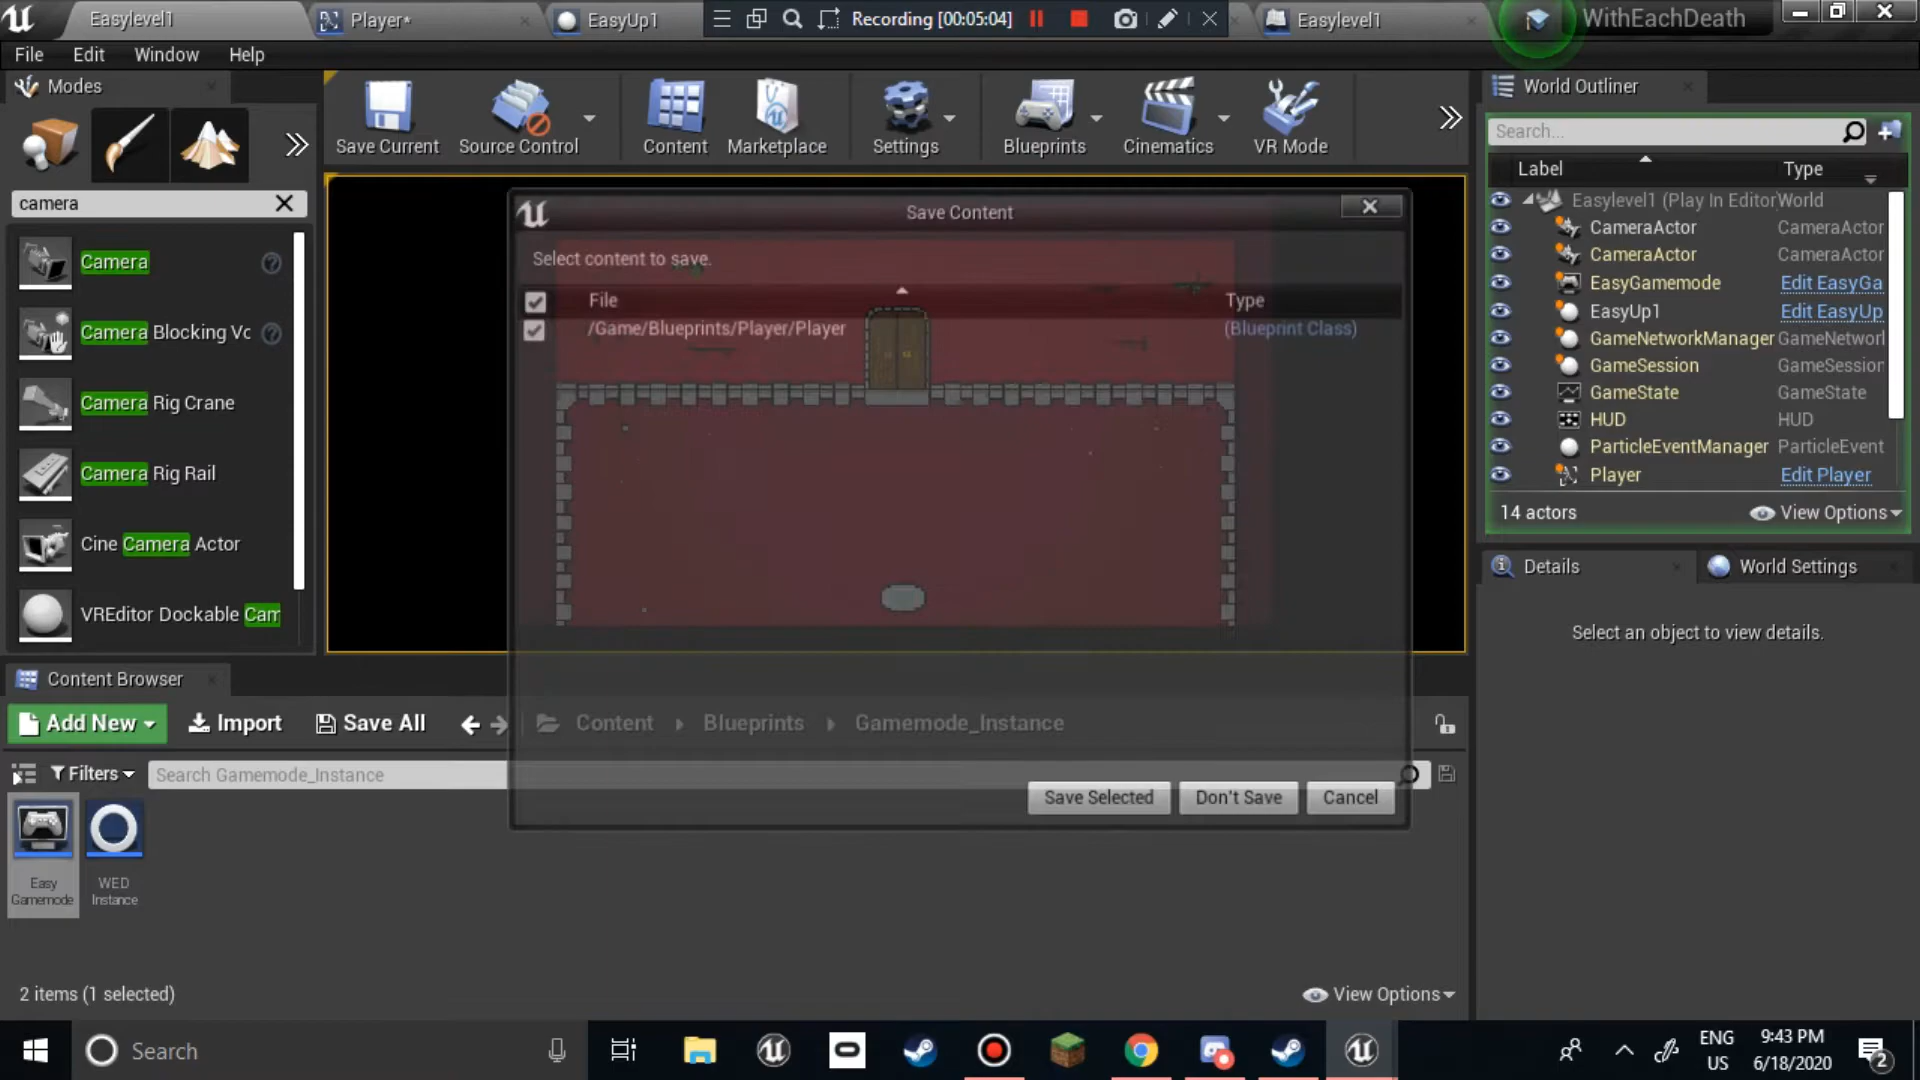 Easylevel1
Player*
EasyUp1
Recording [00:05:04]
Easylevel1
WithEachDeath
File Edit Window Help
Modes
camera
Camera
Camera Blocking Vc
Camera Rig Crane
Camera Rig Rail
Cine Camera Actor
VREditor Dockable Cam
Save Current
Source Control
Content
Marketplace
Settings
Blueprints
Cinematics
VR Mode
Save Content
Select content to save.
File Type
/Game/Blueprints/Player/Player (Blueprint Class)
Save Selected
Don't Save
Cancel
World Outliner
Search...
Label Type
Easylevel1 (Play In Editor World
CameraActor CameraActor
CameraActor CameraActor
EasyGamemode Edit EasyGa
EasyUp1 Edit EasyUp
GameNetworkManager GameNetworl
GameSession GameSession
GameState GameState
HUD HUD
ParticleEventManager ParticleEvent
Player Edit Player
14 actors
View Options
Details
World Settings
Select an object to view details.
Content Browser
Add New
Import
Save All
Content
Blueprints
Gamemode_Instance
Filters
Search Gamemode_Instance
Easy
Gamemode
WED
Instance
2 items (1 selected)
View Options
Search
ENG
US
9:43 PM
6/18/2020
2